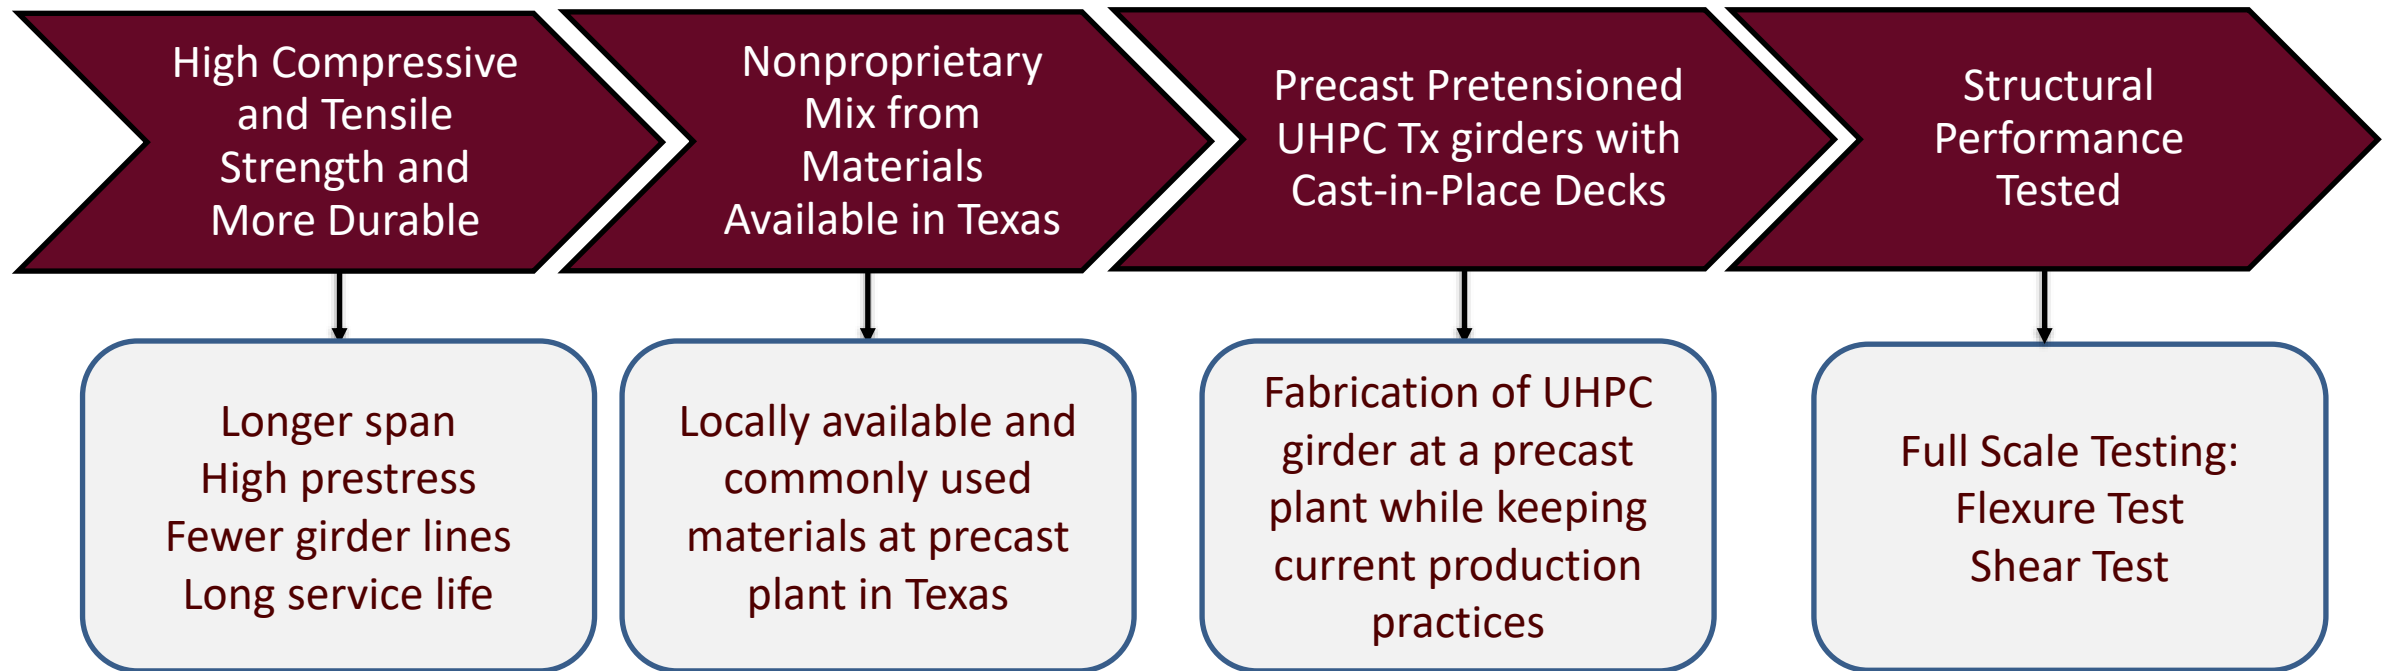 High Compressive
and Tensile
Strength and
More Durable
Nonproprietary
Mix from
Materials
Available in Texas
Precast Pretensioned
UHPC Tx girders with
Cast-in-Place Decks
Structural
Performance
Tested
Longer span
High prestress
Fewer girder lines
Long service life
Locally available and
commonly used
materials at precast
plant in Texas
Fabrication of UHPC
girder at a precast
plant while keeping
current production
practices
Full Scale Testing:
Flexure Test
Shear Test